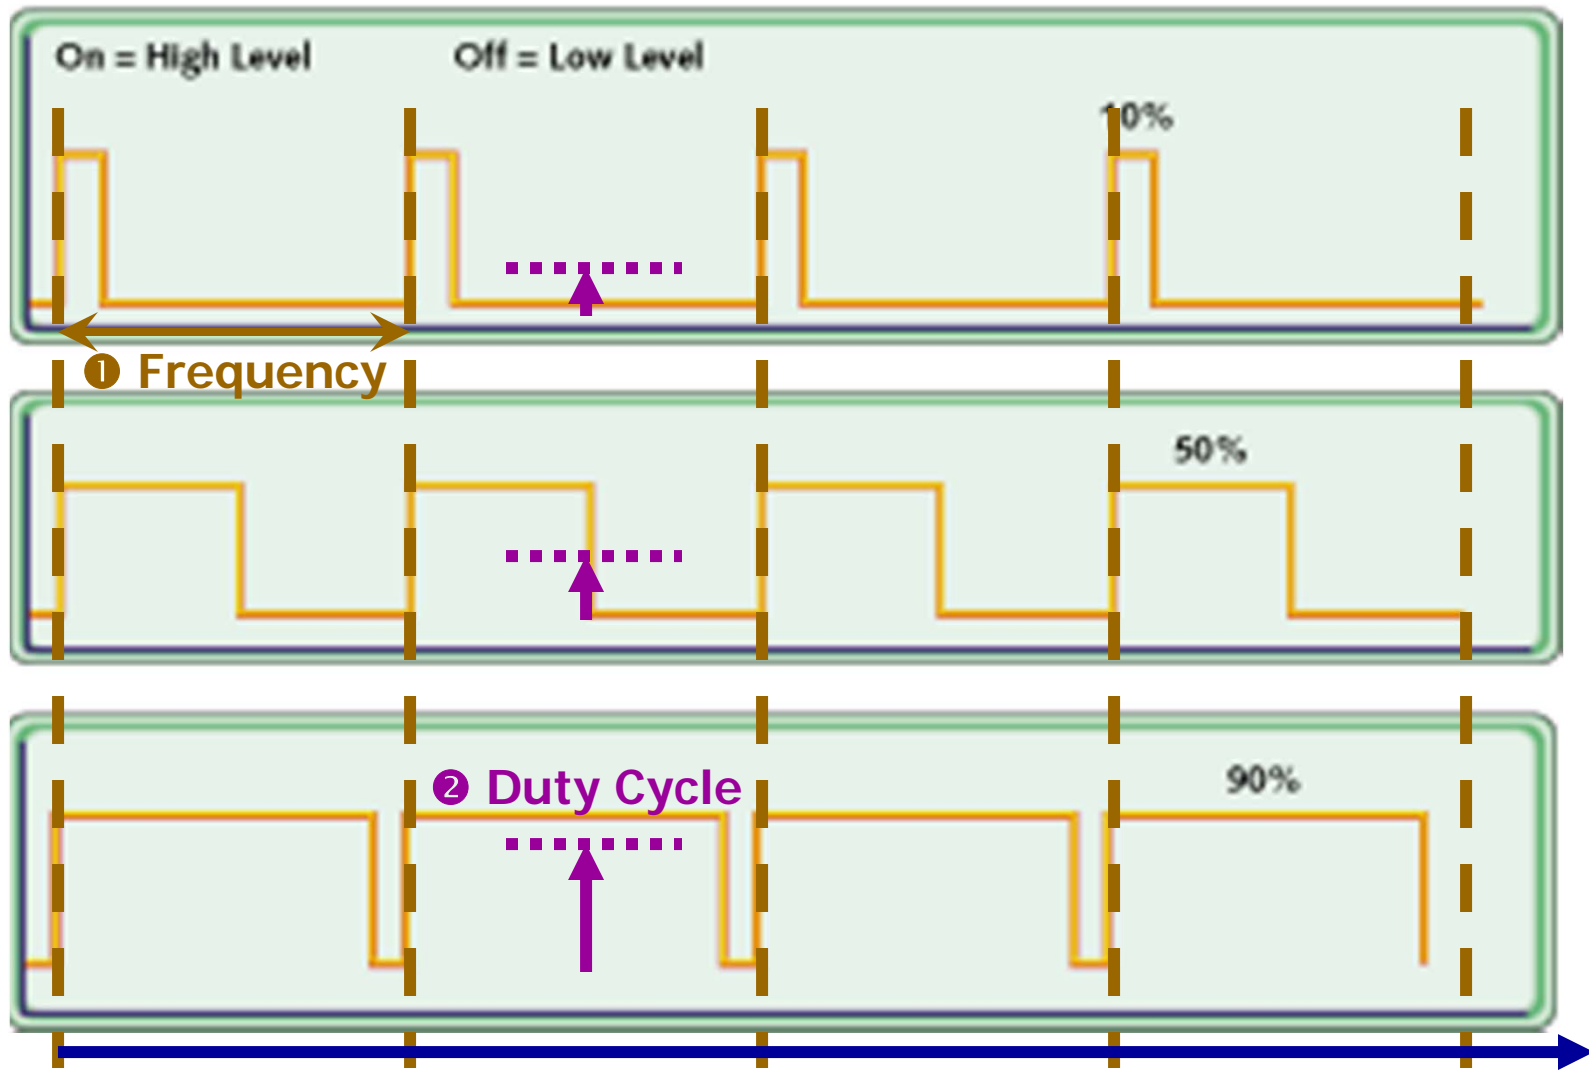 On = High Level Off = Low Level
10%
❶ Frequency
50%
❷ Duty Cycle
90%